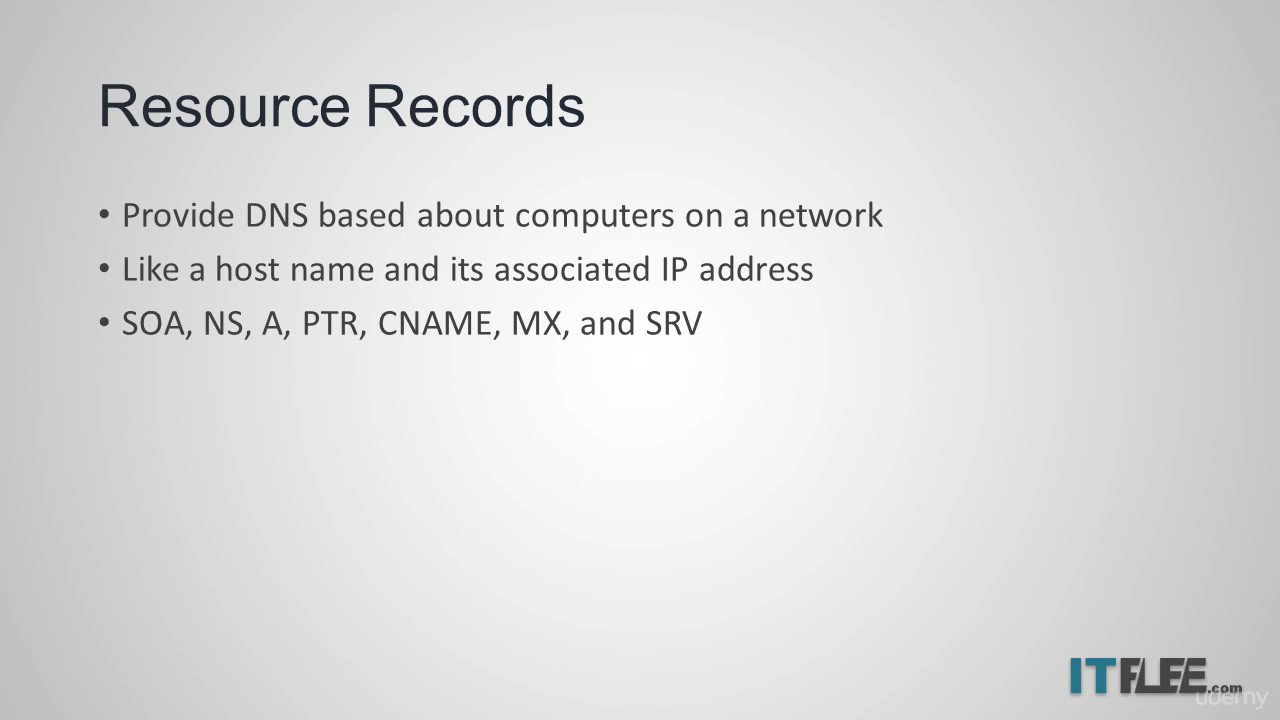 Resource Records
• Provide DNS based about computers on a network
• Like a host name and its associated IP address
• SOA, NS, A, PTR, CNAME, MX, and SRV
ITFLEE.com
udemy